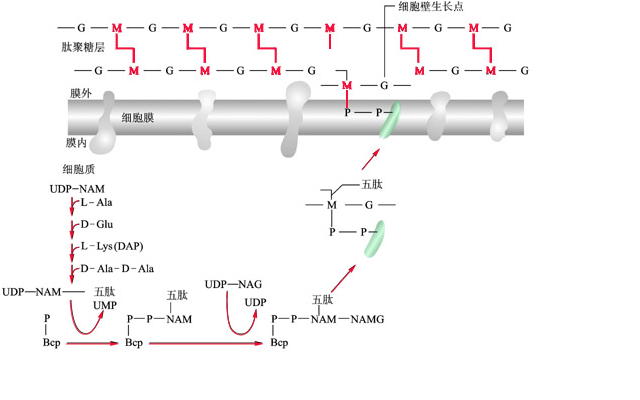 细胞壁生长点
G — M — G — M — G — M — G — M — G — M — G — M — G
肽聚糖层
G — M — G — M — G — M — G
M — G
M — G — M — G
膜外
细胞膜
P — P
膜内
细胞质
UDP—NAM
L-Ala
D-Glu
L-Lys(DAP)
D-Ala-D-Ala
五肽
M — G
P — P
UDP—NAM—五肽
UMP
P
Bcp
五肽
P—P—NAM
Bcp
UDP—NAG
UDP
五肽
P—P—NAM—NAMG
Bcp